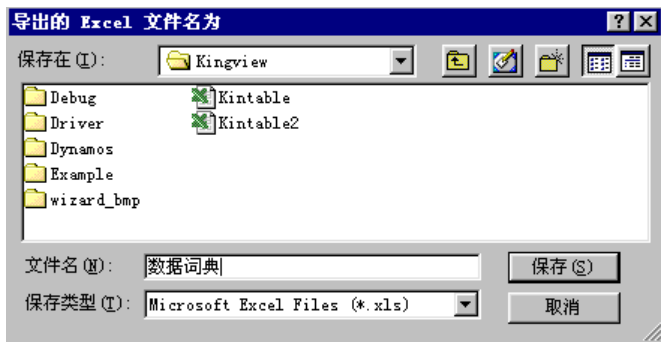 导出的 Excel 文件名为
保存在(I): Kingview
Debug Kintable
Driver Kintable2
Dynamos
Example
wizard_bmp
文件名(N): 数据词典 保存(S)
保存类型(T): Microsoft Excel Files (*.xls) 取消